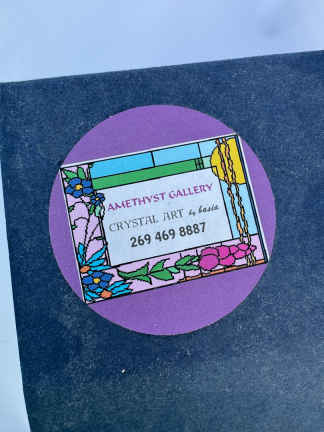 AMETHYST GALLERY
CRYSTAL ART by basia
269 469 8887